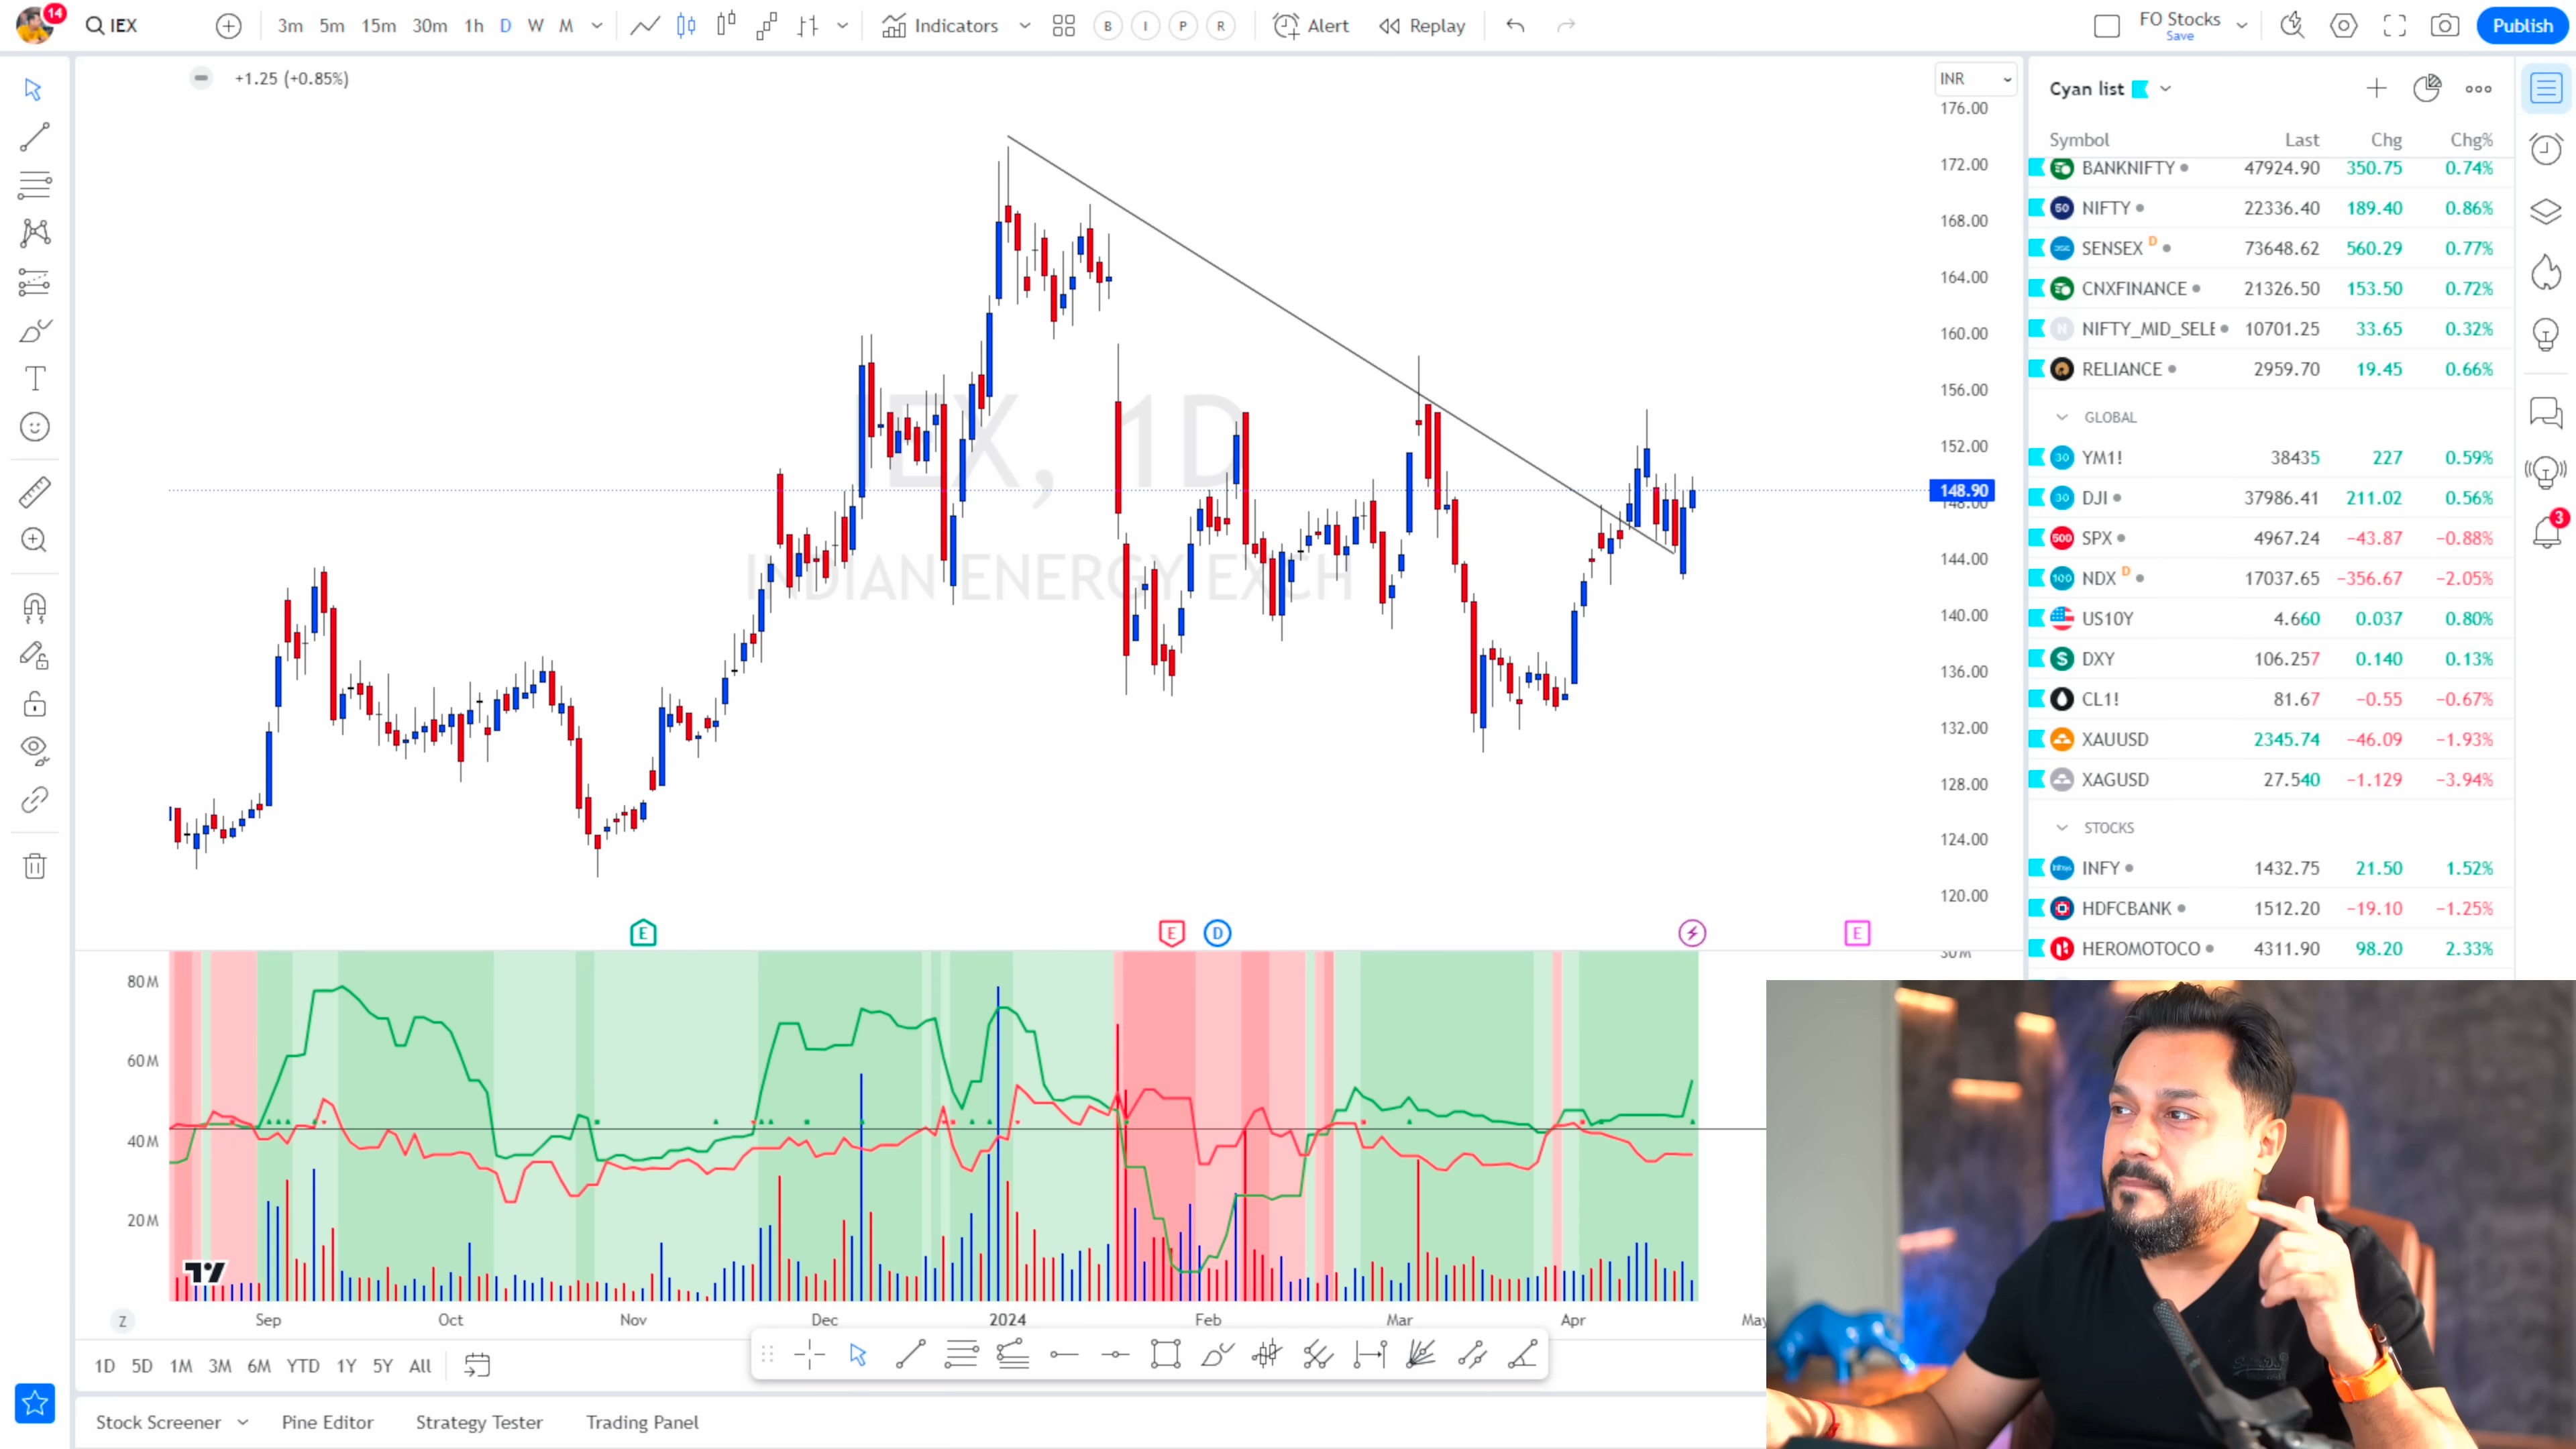 14
IEX
3m 5m 15m 30m 1h D W M
Indicators
B I P R
Alert
Replay
FO Stocks
Save
Publish
+1.25 (+0.85%)
INR
176.00
172.00
168.00
164.00
160.00
156.00
152.00
148.90
148.00
144.00
140.00
136.00
132.00
128.00
124.00
120.00
IEX, 1D
INDIAN ENERGY EXCH
E E D E
80M
60M
40M
20M
Z
Sep Oct Nov Dec 2024 Feb Mar Apr May
1D 5D 1M 3M 6M YTD 1Y 5Y All
Stock Screener
Pine Editor
Strategy Tester
Trading Panel
Cyan list
Symbol Last Chg Chg%
BANKNIFTY 47924.90 350.75 0.74%
50 NIFTY 22336.40 189.40 0.86%
SENSEX D 73648.62 560.29 0.77%
CNXFINANCE 21326.50 153.50 0.72%
N NIFTY_MID_SELE 10701.25 33.65 0.32%
RELIANCE 2959.70 19.45 0.66%
GLOBAL
30 YM1! 38435 227 0.59%
30 DJI 37986.41 211.02 0.56%
500 SPX 4967.24 −43.87 −0.88%
100 NDX D 17037.65 −356.67 −2.05%
US10Y 4.660 0.037 0.80%
S DXY 106.257 0.140 0.13%
CL1! 81.67 −0.55 −0.67%
XAUUSD 2345.74 −46.09 −1.93%
XAGUSD 27.540 −1.129 −3.94%
STOCKS
INFY 1432.75 21.50 1.52%
HDFCBANK 1512.20 −19.10 −1.25%
HEROMOTOCO 4311.90 98.20 2.33%
3